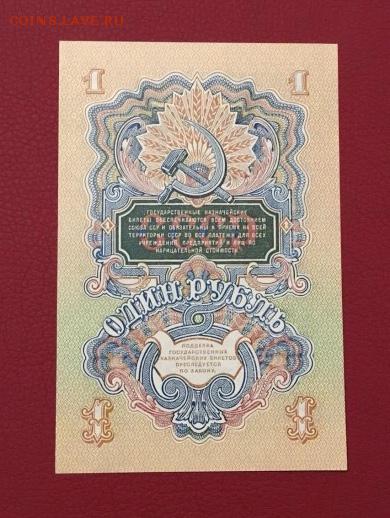 COINS.LAVE.RU
1 1
ГОСУДАРСТВЕННЫЕ КАЗНАЧЕЙСКИЕ
БИЛЕТЫ ОБЕСПЕЧИВАЮТСЯ ВСЕМ ДОСТОЯНИЕМ
СОЮЗА ССР И ОБЯЗАТЕЛЬНЫ К ПРИЕМУ НА ВСЕЙ
ТЕРРИТОРИИ СССР ВО ВСЕ ПЛАТЕЖИ ДЛЯ ВСЕХ
УЧРЕЖДЕНИЙ, ПРЕДПРИЯТИЙ И ЛИЦ ПО
НАРИЦАТЕЛЬНОЙ СТОИМОСТИ
ОДИН РУБЛЬ
ПОДДЕЛКА
ГОСУДАРСТВЕННЫХ
КАЗНАЧЕЙСКИХ БИЛЕТОВ
ПРЕСЛЕДУЕТСЯ
ПО ЗАКОНУ.
1 1